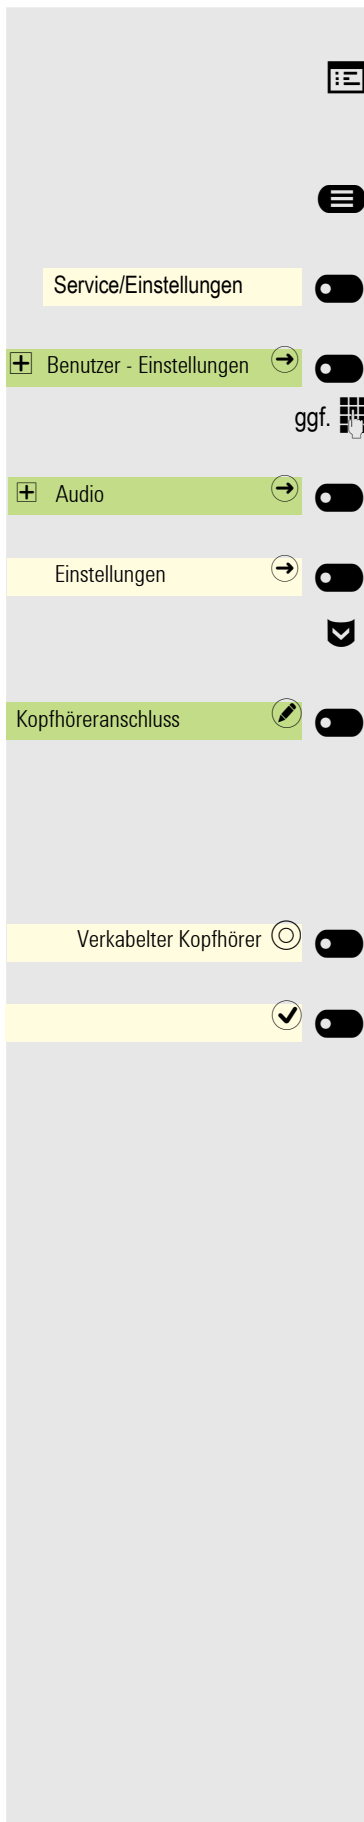 Service/Einstellungen
Benutzer - Einstellungen
ggf.
Audio
Einstellungen
Kopfhöreranschluss
Verkabelter Kopfhörer